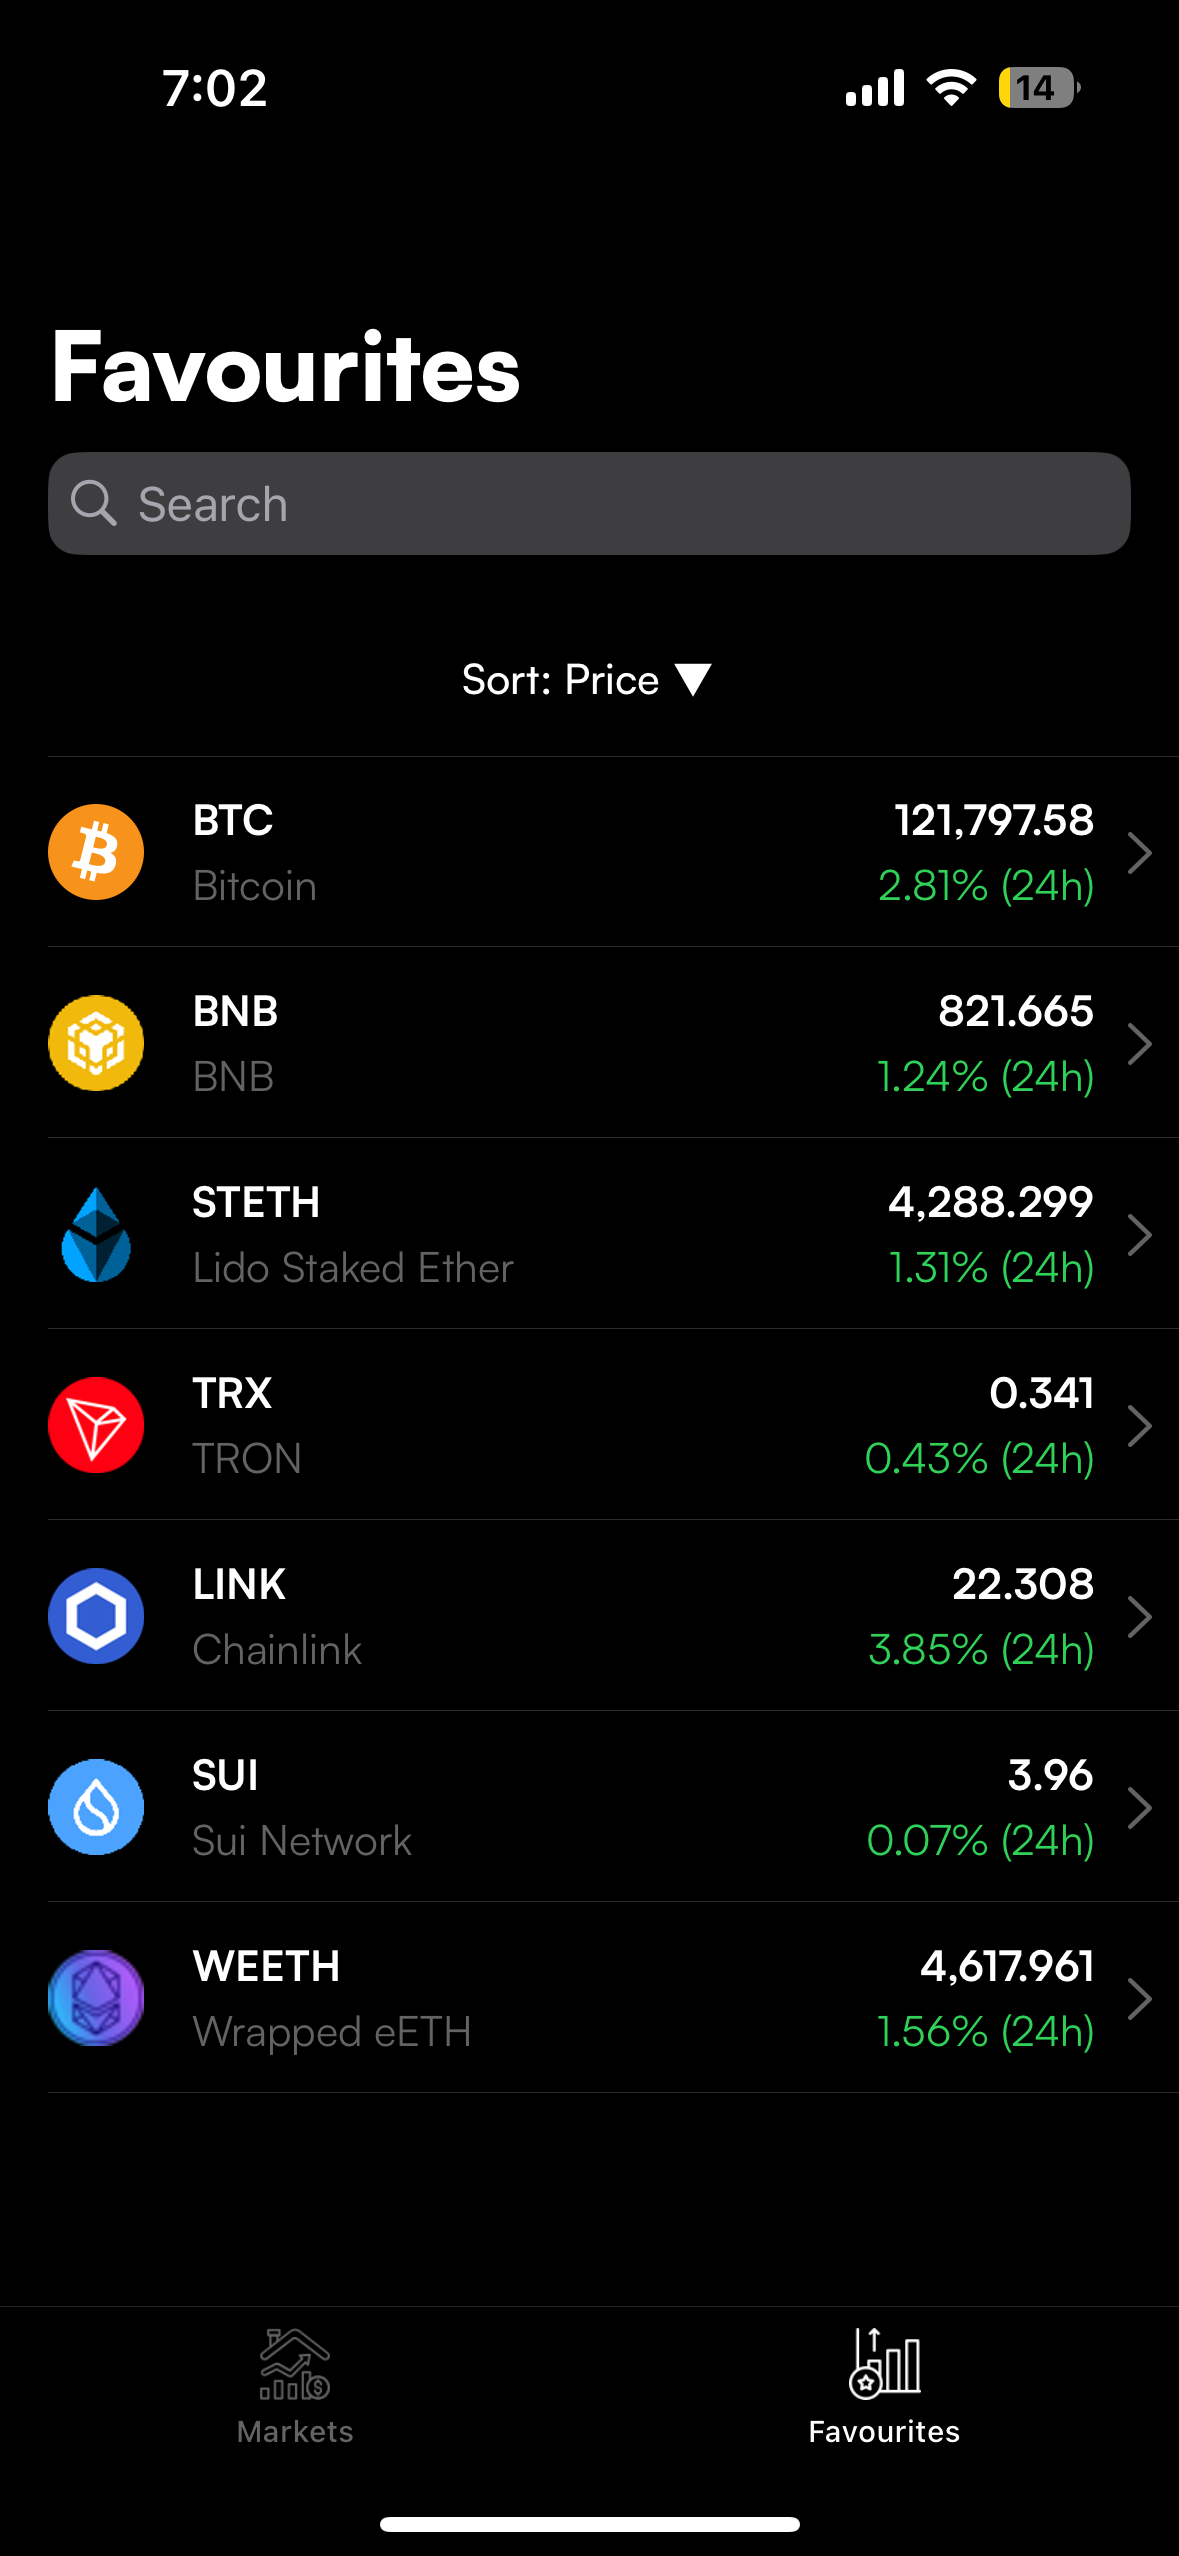 7:02
14
Favourites
Search
Sort: Price ▼
BTC
121,797.58
Bitcoin
2.81% (24h)
BNB
821.665
BNB
1.24% (24h)
STETH
4,288.299
Lido Staked Ether
1.31% (24h)
TRX
0.341
TRON
0.43% (24h)
LINK
22.308
Chainlink
3.85% (24h)
SUI
3.96
Sui Network
0.07% (24h)
WEETH
4,617.961
Wrapped eETH
1.56% (24h)
Markets
Favourites